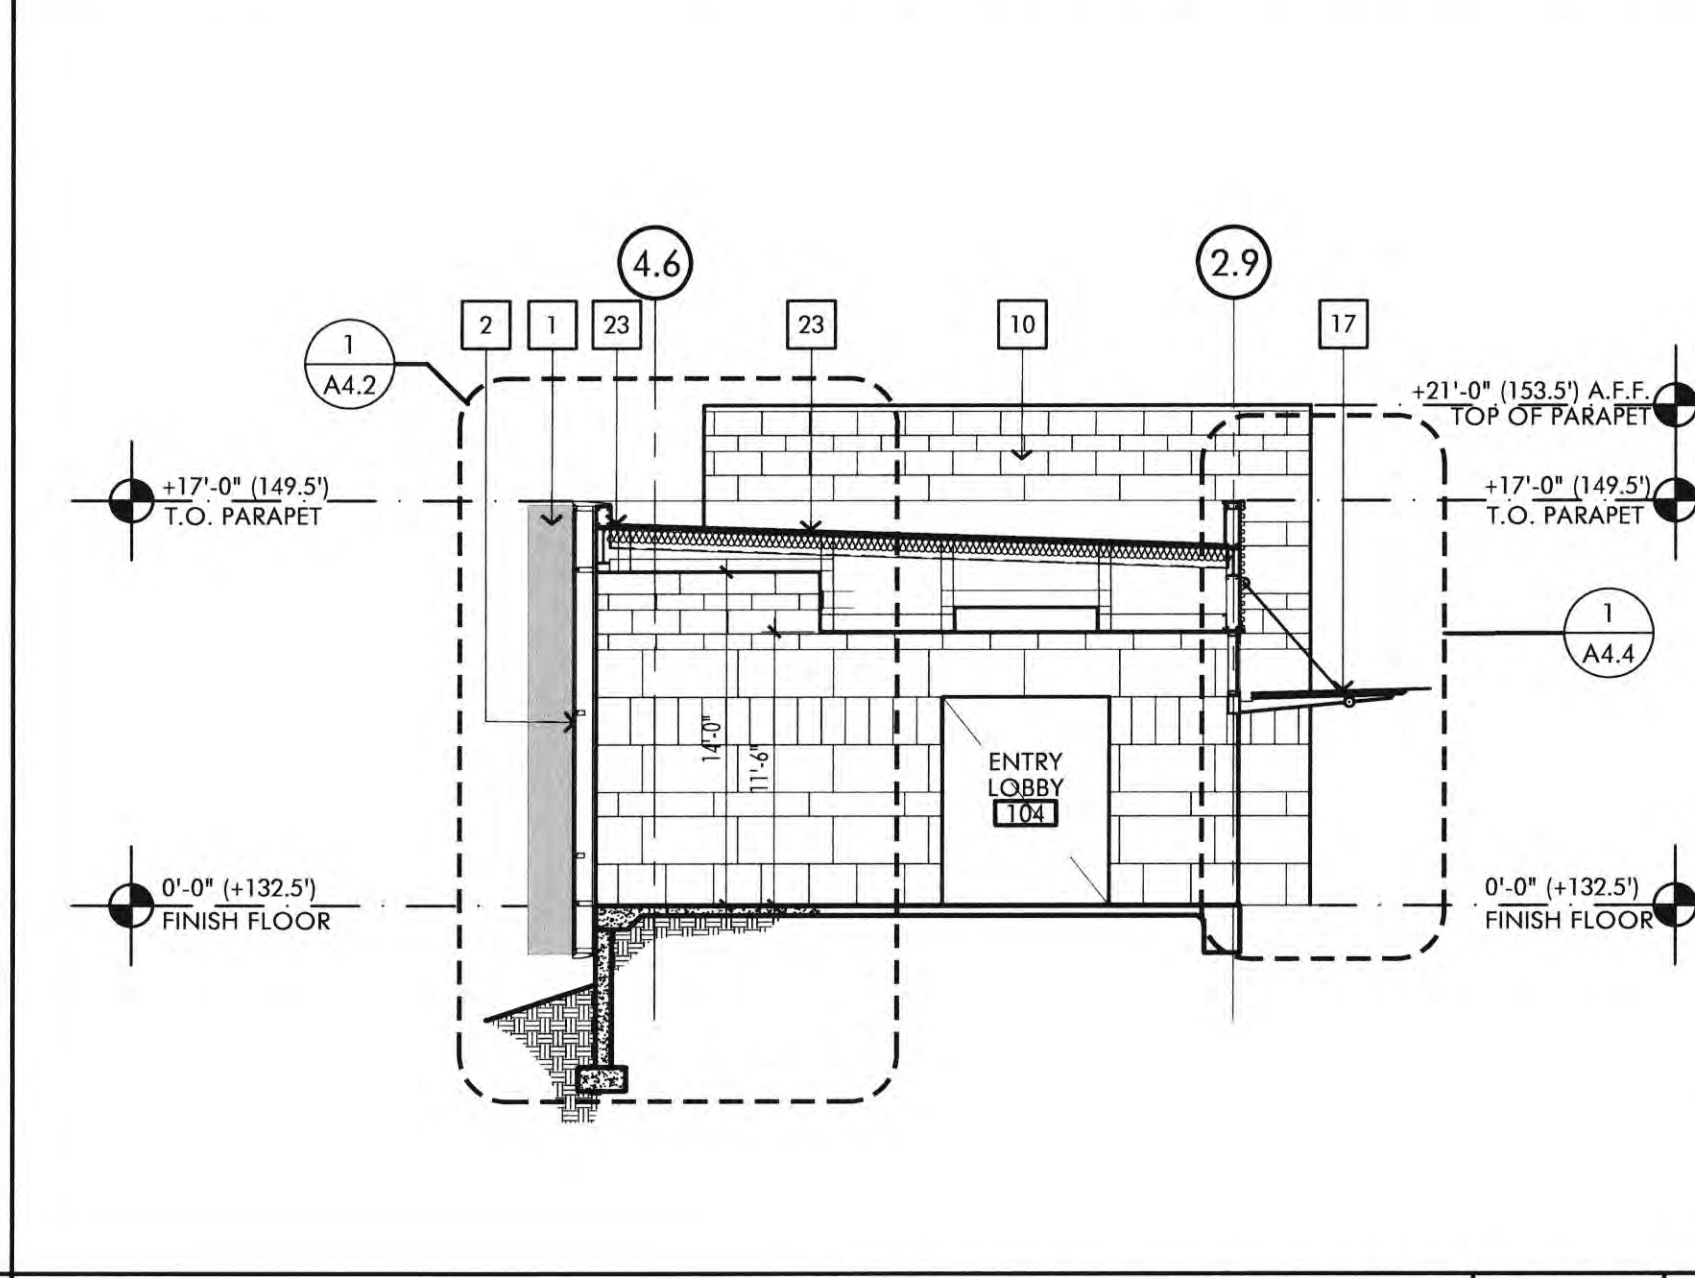 4.6
2.9
2
1
23
23
10
17
1
A4.2
+21'-0" (153.5') A.F.F.
TOP OF PARAPET
+17'-0" (149.5')
T.O. PARAPET
+17'-0" (149.5')
T.O. PARAPET
1
A4.4
14'-0"
11'-6"
ENTRY
LOBBY
104
0'-0" (+132.5')
FINISH FLOOR
0'-0" (+132.5')
FINISH FLOOR